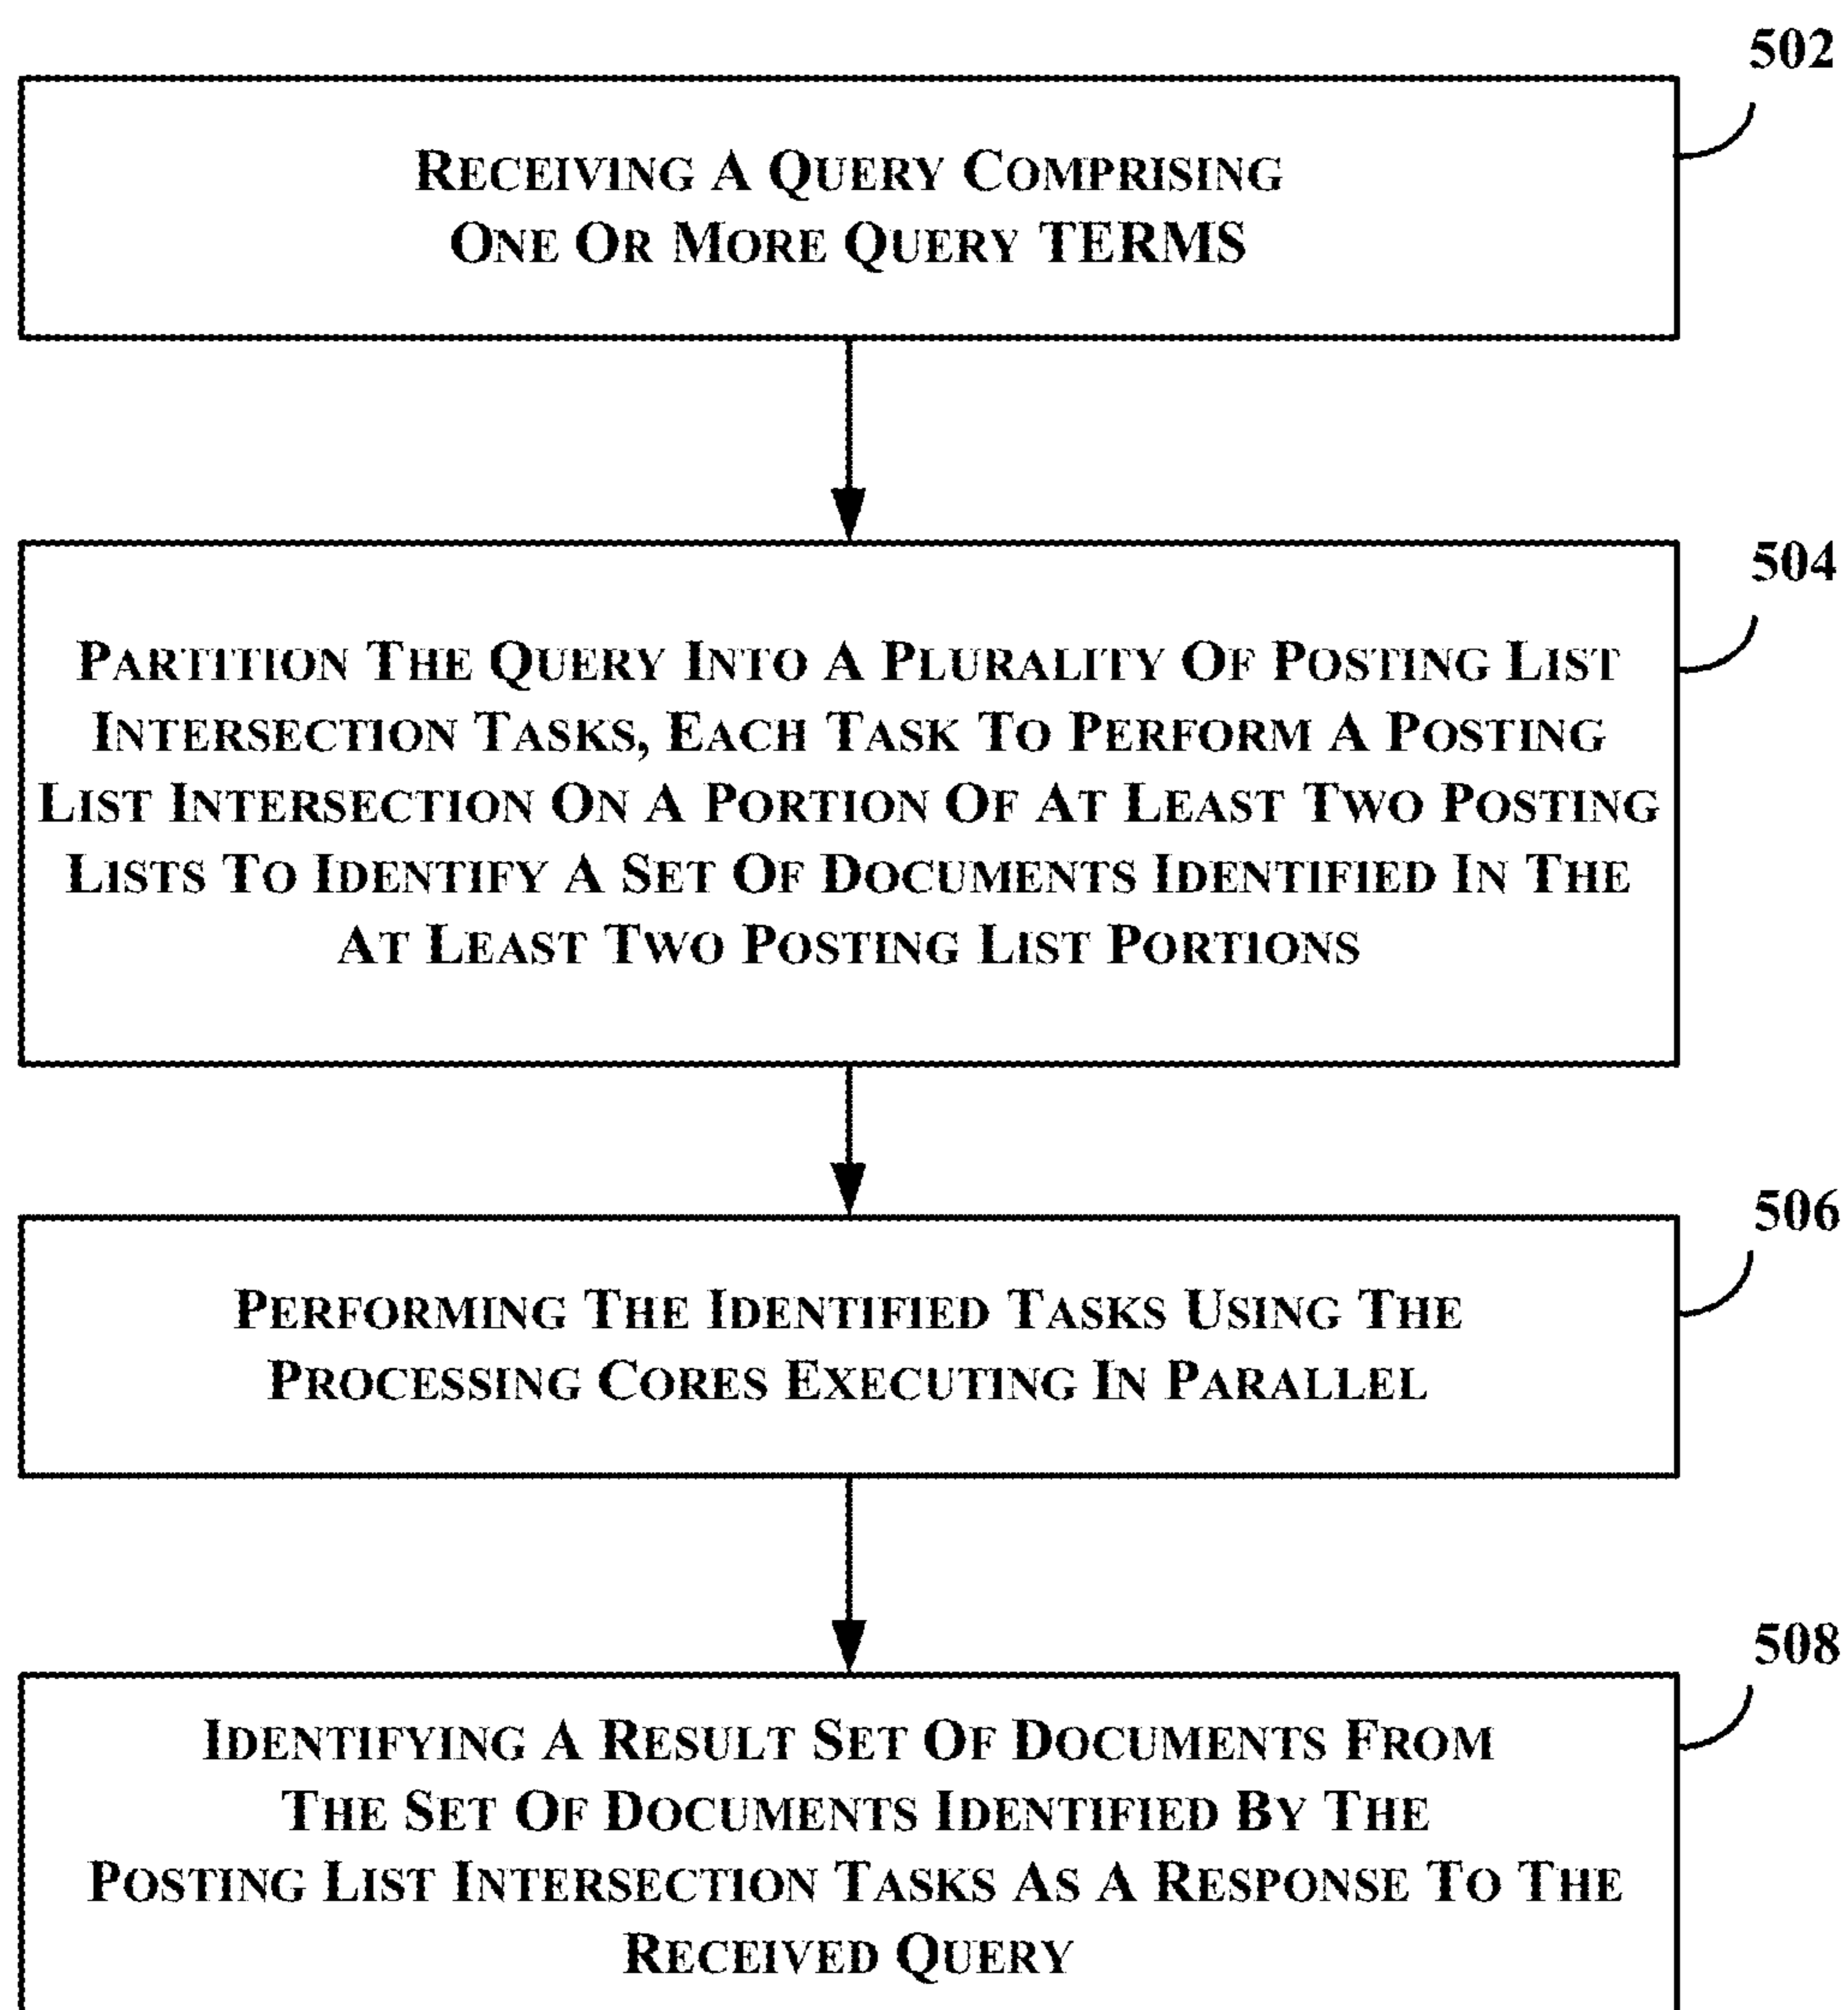 502
RECEIVING A QUERY COMPRISING
ONE OR MORE QUERY TERMS
504
PARTITION THE QUERY INTO A PLURALITY OF POSTING LIST
INTERSECTION TASKS, EACH TASK TO PERFORM A POSTING
LIST INTERSECTION ON A PORTION OF AT LEAST TWO POSTING
LISTS TO IDENTIFY A SET OF DOCUMENTS IDENTIFIED IN THE
AT LEAST TWO POSTING LIST PORTIONS
506
PERFORMING THE IDENTIFIED TASKS USING THE
PROCESSING CORES EXECUTING IN PARALLEL
508
IDENTIFYING A RESULT SET OF DOCUMENTS FROM
THE SET OF DOCUMENTS IDENTIFIED BY THE
POSTING LIST INTERSECTION TASKS AS A RESPONSE TO THE
RECEIVED QUERY